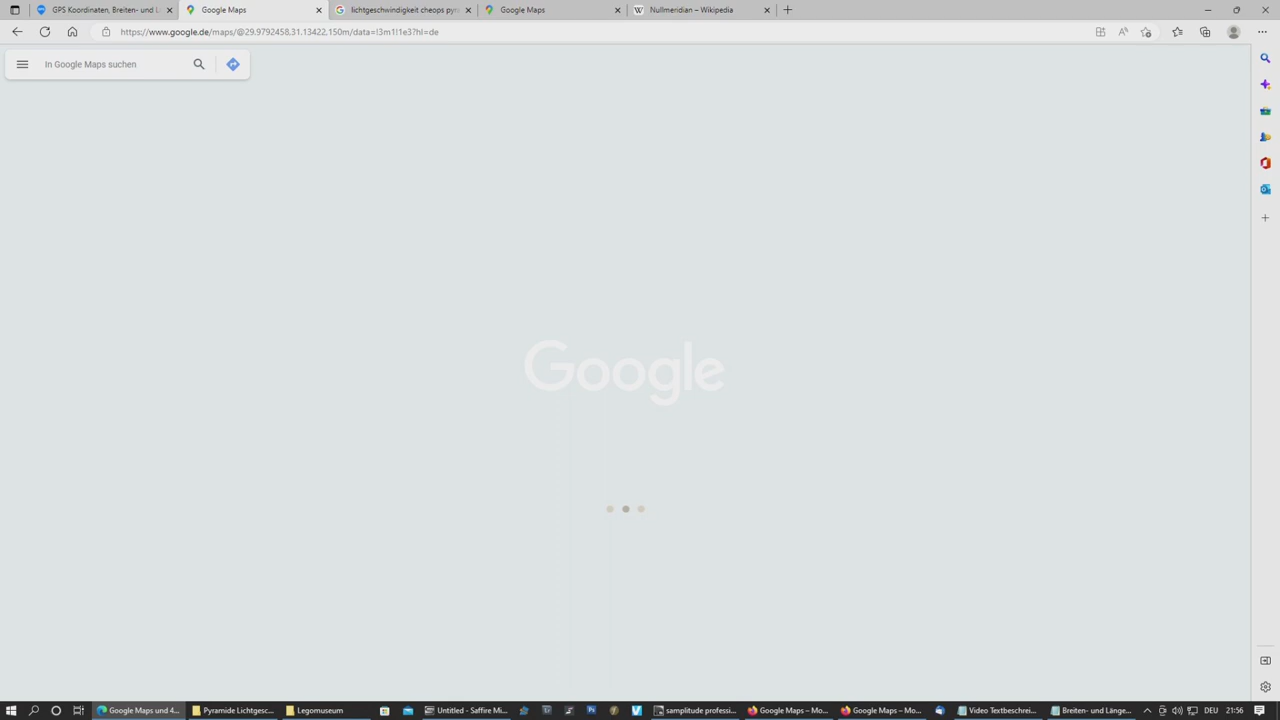 GPS Koordinaten, Breiten- und L
Google Maps
lichtgeschwindigkeit cheops pyr
Google Maps
Nullmeridian – Wikipedia
https://www.google.de/maps/@29.9792458,31.13422,150m/data=!3m1!1e3?hl=de
In Google Maps suchen
Google
Google Maps und 4...
Pyramide Lichtgesc...
Legomuseum
Untitled - Saffire Mi...
samplitude professi...
Google Maps – Mo...
Google Maps – Mo...
Video Textbeschrei...
Breiten- und Länge...
DEU
21:56